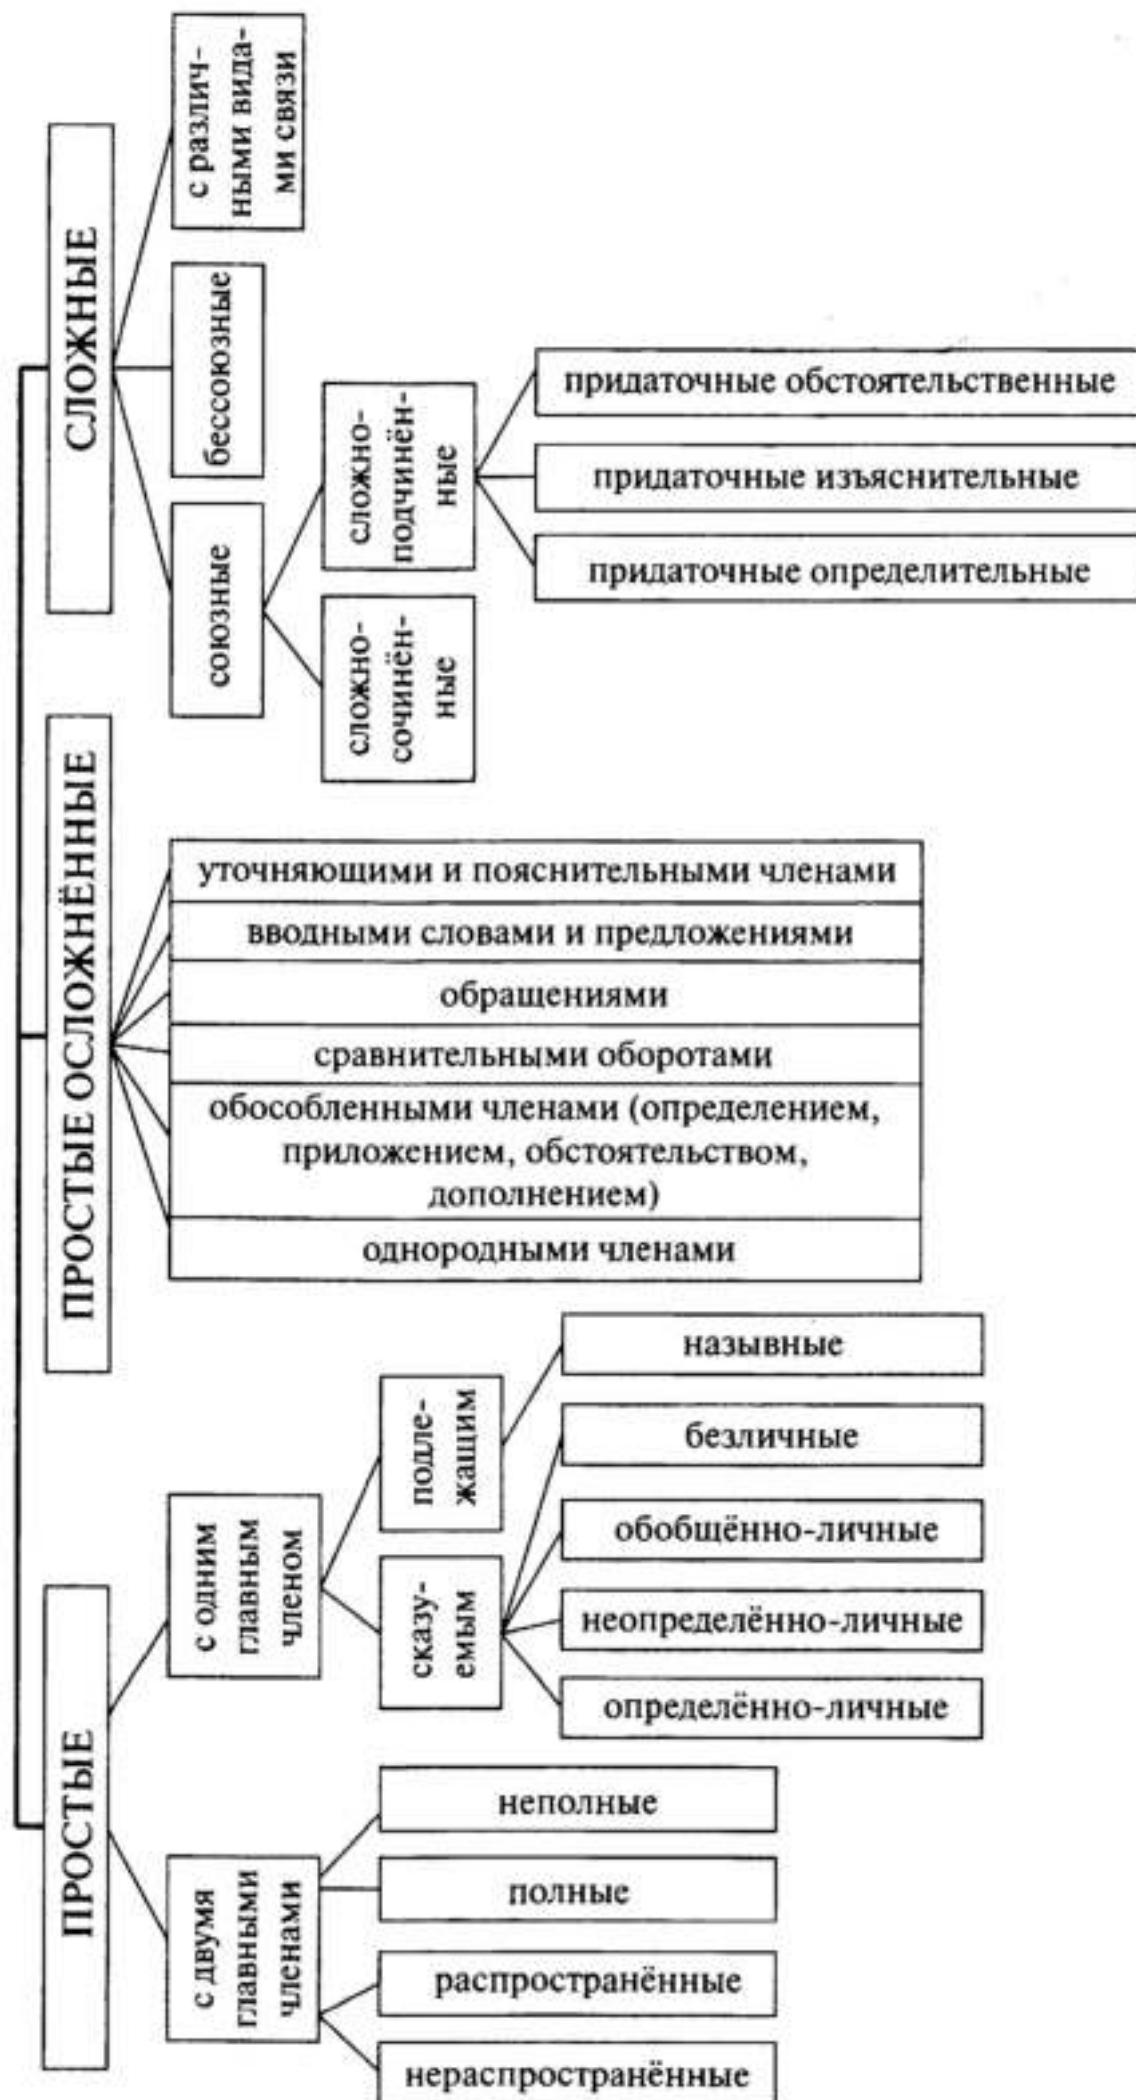 ПРОСТЫЕ
с двумя
главными
членами
нераспространённые
распространённые
полные
неполные
с одним
главным
членом
сказу-
емым
определённо-личные
неопределённо-личные
обобщённо-личные
безличные
подле-
жащим
назывные
ПРОСТЫЕ ОСЛОЖНЁННЫЕ
уточняющими и пояснительными членами
вводными словами и предложениями
обращениями
сравнительными оборотами
обособленными членами (определением,
приложением, обстоятельством,
дополнением)
однородными членами
СЛОЖНЫЕ
союзные
сложно-
сочинён-
ные
сложно-
подчинён-
ные
придаточные определительные
придаточные изъяснительные
придаточные обстоятельственные
бессоюзные
с различ-
ными вида-
ми связи